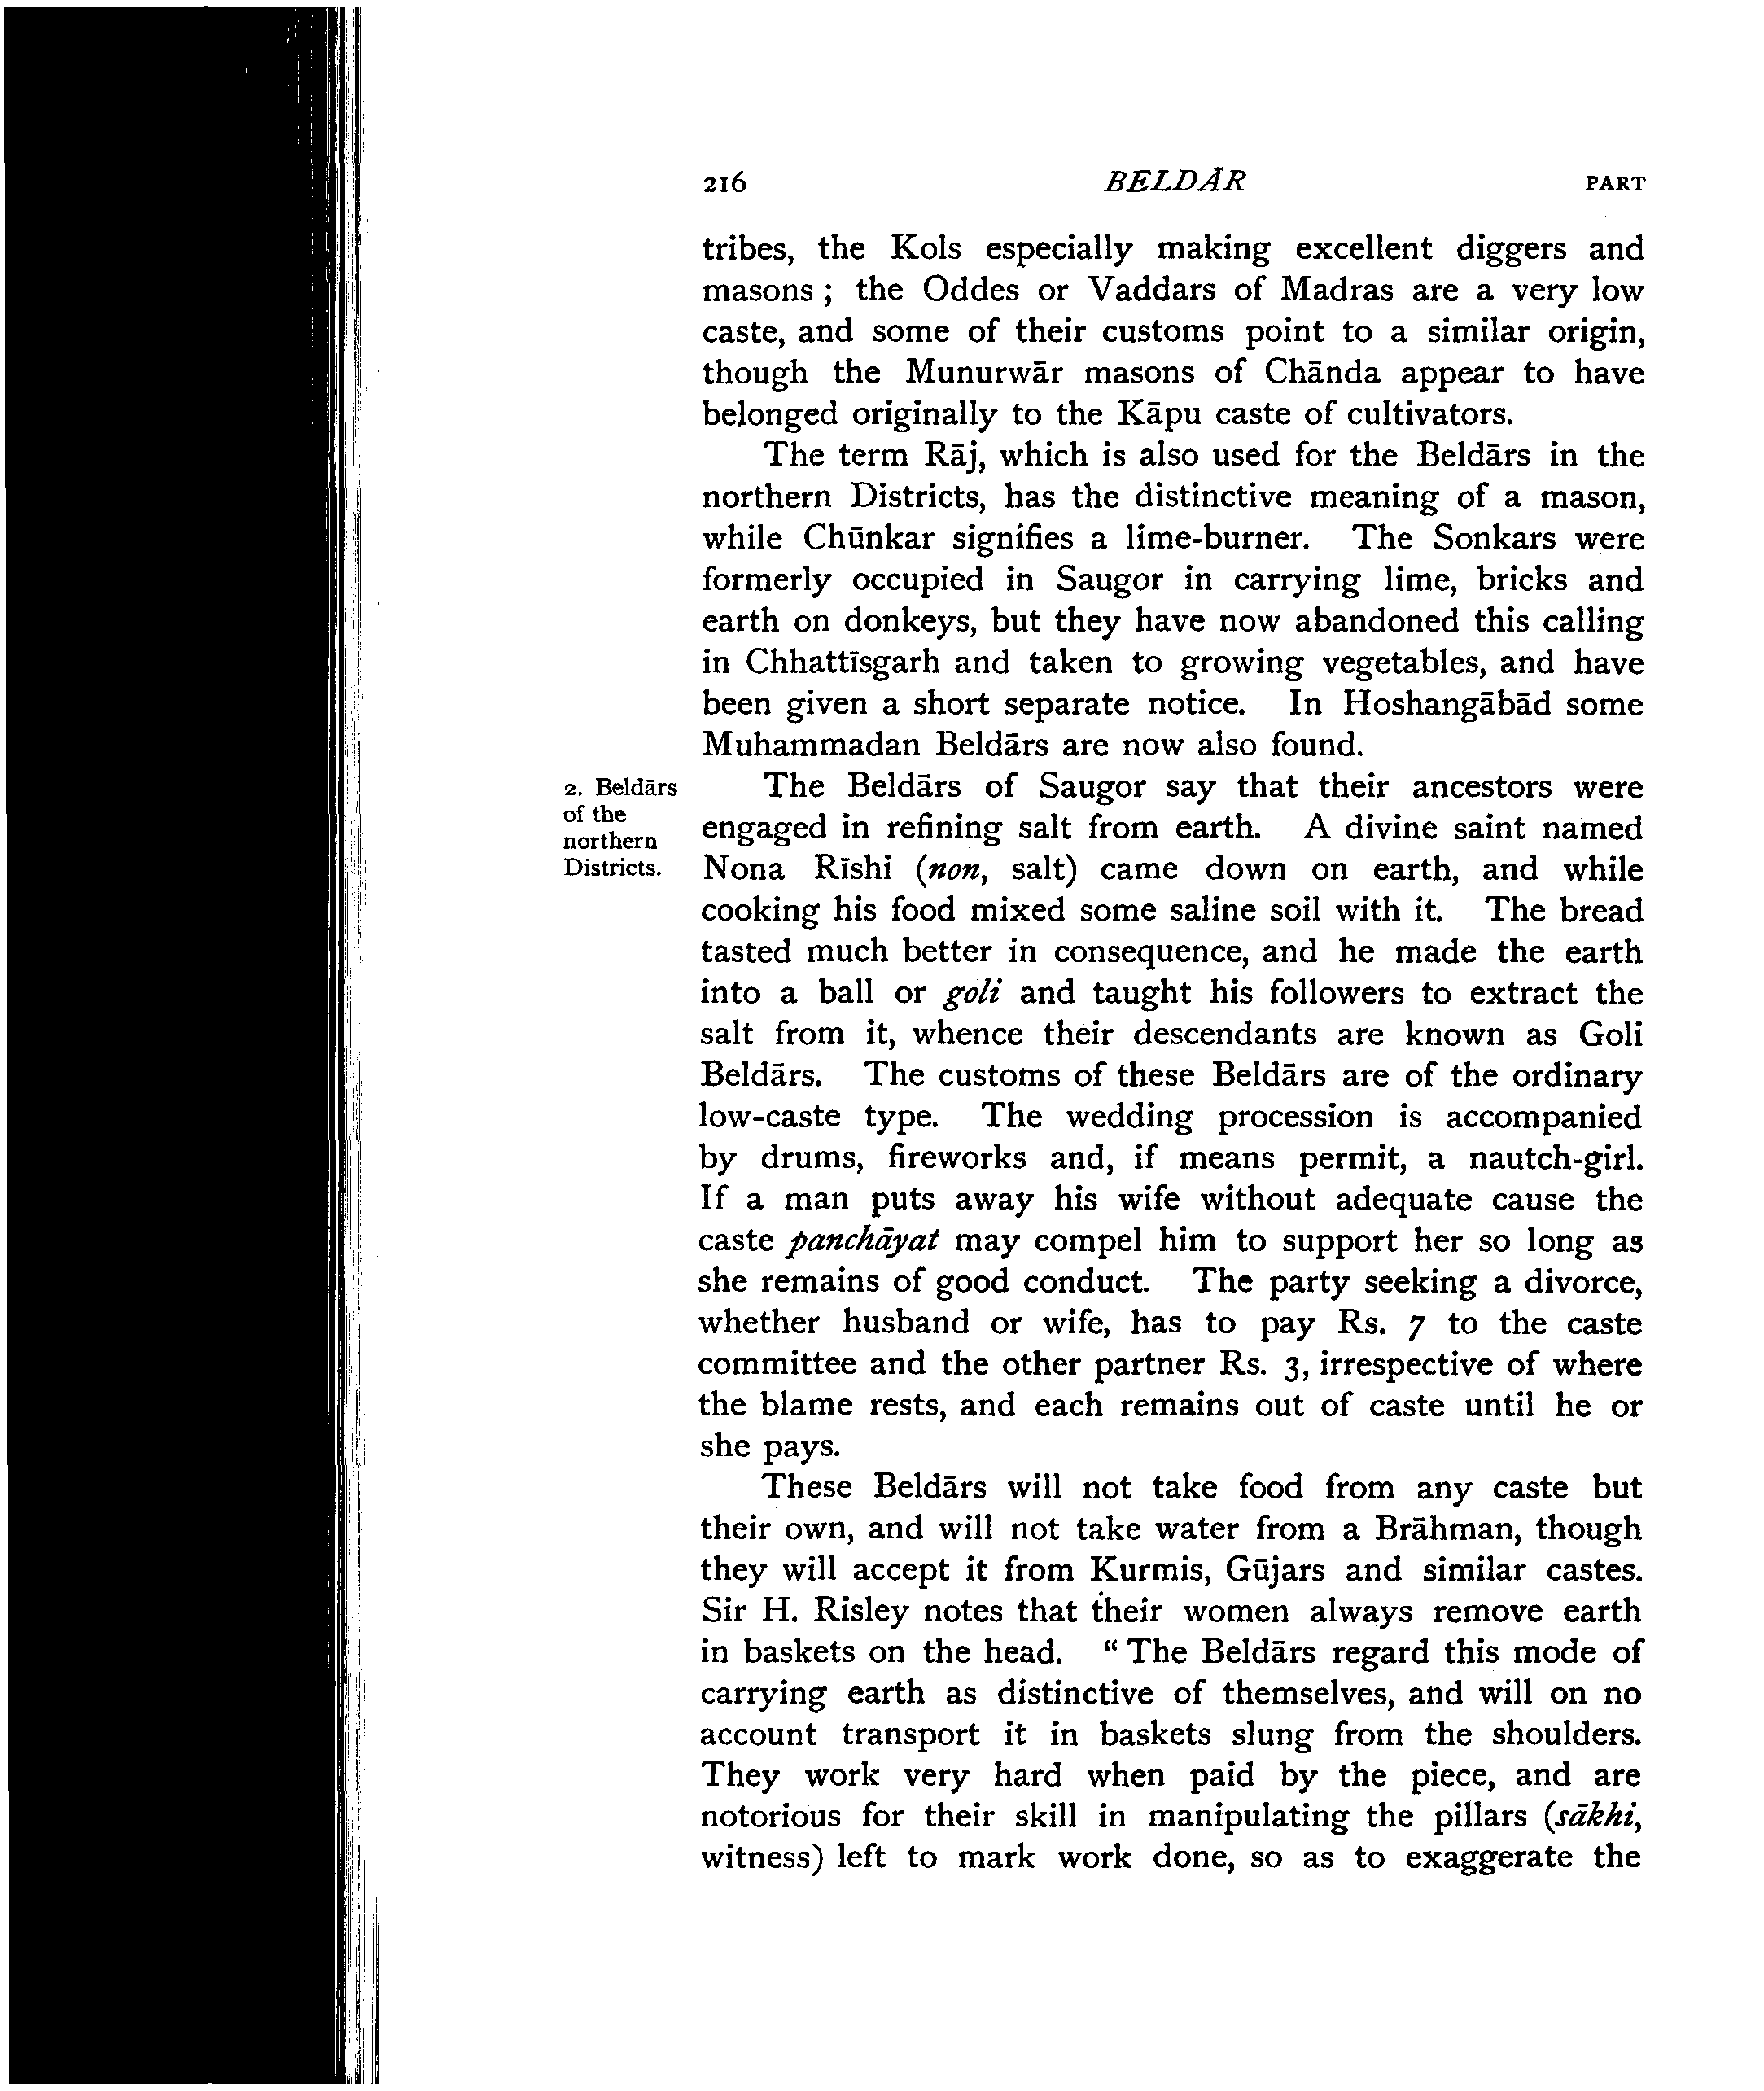 216 BELDĀR PART
tribes, the Kols especially making excellent diggers and
masons ; the Oddes or Vaddars of Madras are a very low
caste, and some of their customs point to a similar origin,
though the Munurwār masons of Chānda appear to have
belonged originally to the Kāpu caste of cultivators.
The term Rāj, which is also used for the Beldārs in the
northern Districts, has the distinctive meaning of a mason,
while Chūnkar signifies a lime-burner. The Sonkars were
formerly occupied in Saugor in carrying lime, bricks and
earth on donkeys, but they have now abandoned this calling
in Chhattīsgarh and taken to growing vegetables, and have
been given a short separate notice. In Hoshangābād some
Muhammadan Beldārs are now also found.
2. Beldārs
of the
northern
Districts.
The Beldārs of Saugor say that their ancestors were
engaged in refining salt from earth. A divine saint named
Nona Rīshi (non, salt) came down on earth, and while
cooking his food mixed some saline soil with it. The bread
tasted much better in consequence, and he made the earth
into a ball or goli and taught his followers to extract the
salt from it, whence their descendants are known as Goli
Beldārs. The customs of these Beldārs are of the ordinary
low-caste type. The wedding procession is accompanied
by drums, fireworks and, if means permit, a nautch-girl.
If a man puts away his wife without adequate cause the
caste panchāyat may compel him to support her so long as
she remains of good conduct. The party seeking a divorce,
whether husband or wife, has to pay Rs. 7 to the caste
committee and the other partner Rs. 3, irrespective of where
the blame rests, and each remains out of caste until he or
she pays.
These Beldārs will not take food from any caste but
their own, and will not take water from a Brāhman, though
they will accept it from Kurmis, Gūjars and similar castes.
Sir H. Risley notes that their women always remove earth
in baskets on the head. “ The Beldārs regard this mode of
carrying earth as distinctive of themselves, and will on no
account transport it in baskets slung from the shoulders.
They work very hard when paid by the piece, and are
notorious for their skill in manipulating the pillars (sākhi,
witness) left to mark work done, so as to exaggerate the